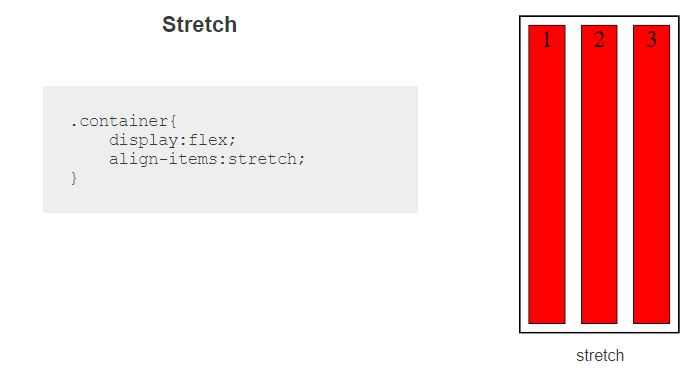 Stretch
.container{
    display:flex;
    align-items:stretch;
}
1 2 3
stretch